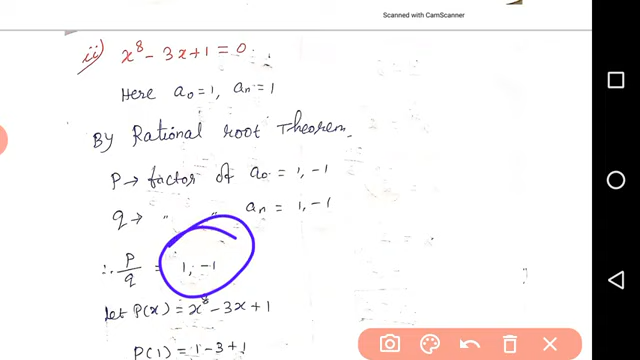 Scanned with CamScanner
ii) x⁸ - 3x + 1 = 0.
Here a₀ = 1, aₙ = 1
By Rational root Theorem.
P → factor of a₀ = 1, -1
q → " " aₙ = 1, -1
∴ P/q = 1, -1
Let P(x) = x⁸ - 3x + 1
P(1) = 1 - 3 + 1